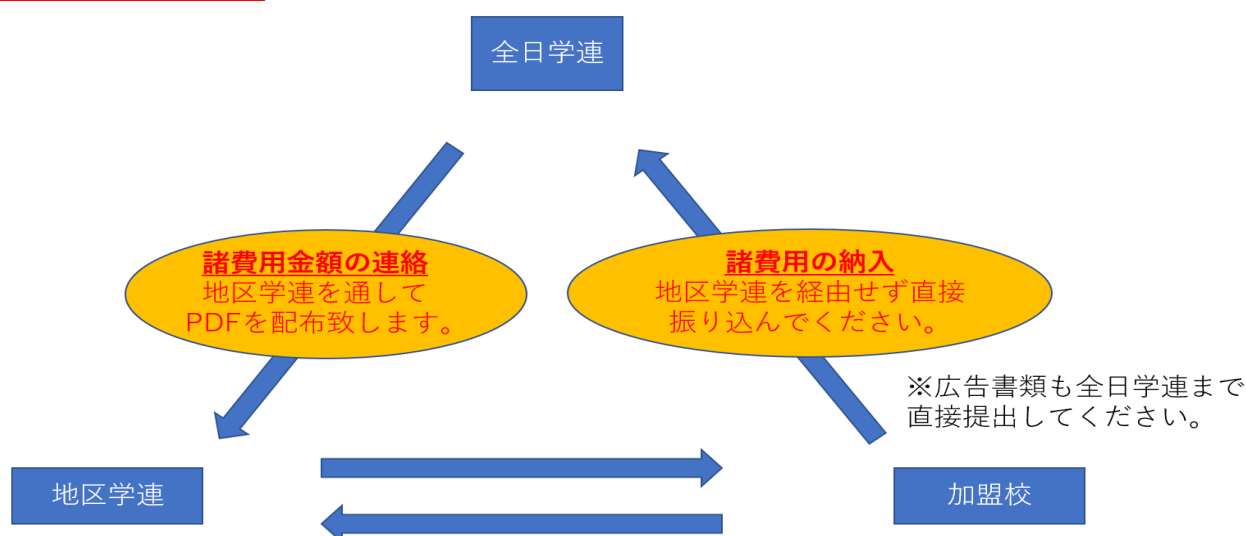 全日学連
諸費用金額の連絡
地区学連を通して
PDFを配布致します。
諸費用の納入
地区学連を経由せず直接
振り込んでください。
※広告書類も全日学連まで
直接提出してください。
地区学連
加盟校